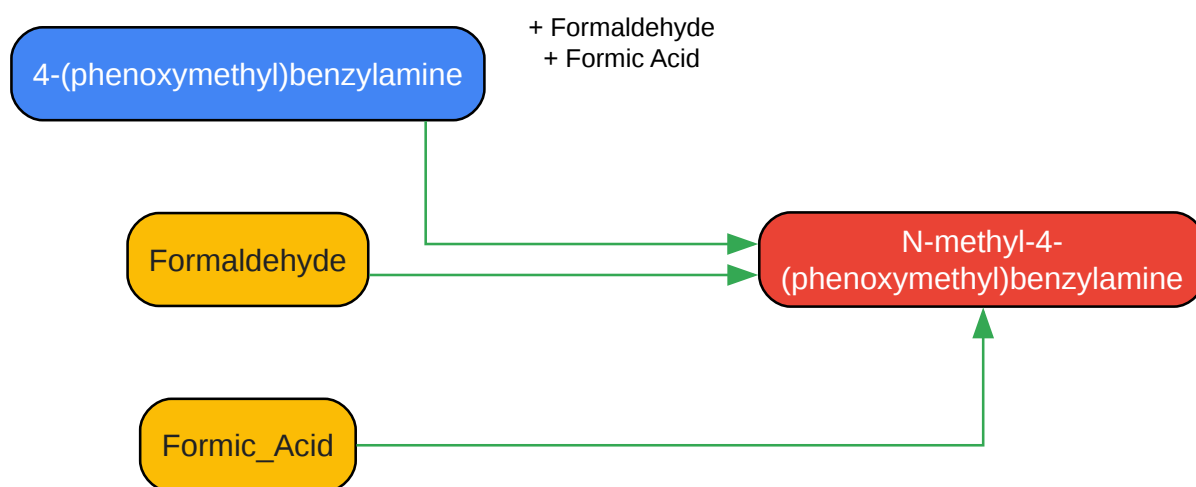 + Formaldehyde
+ Formic Acid
4-(phenoxymethyl)benzylamine
Formaldehyde
N-methyl-4-
(phenoxymethyl)benzylamine
Formic_Acid